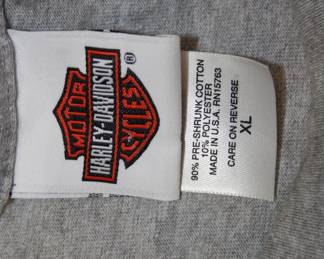 MOTOR
HARLEY-DAVIDSON
CYCLES
®
90% PRE-SHRUNK COTTON
10% POLYESTER
MADE IN U.S.A. RN15763
CARE ON REVERSE
XL